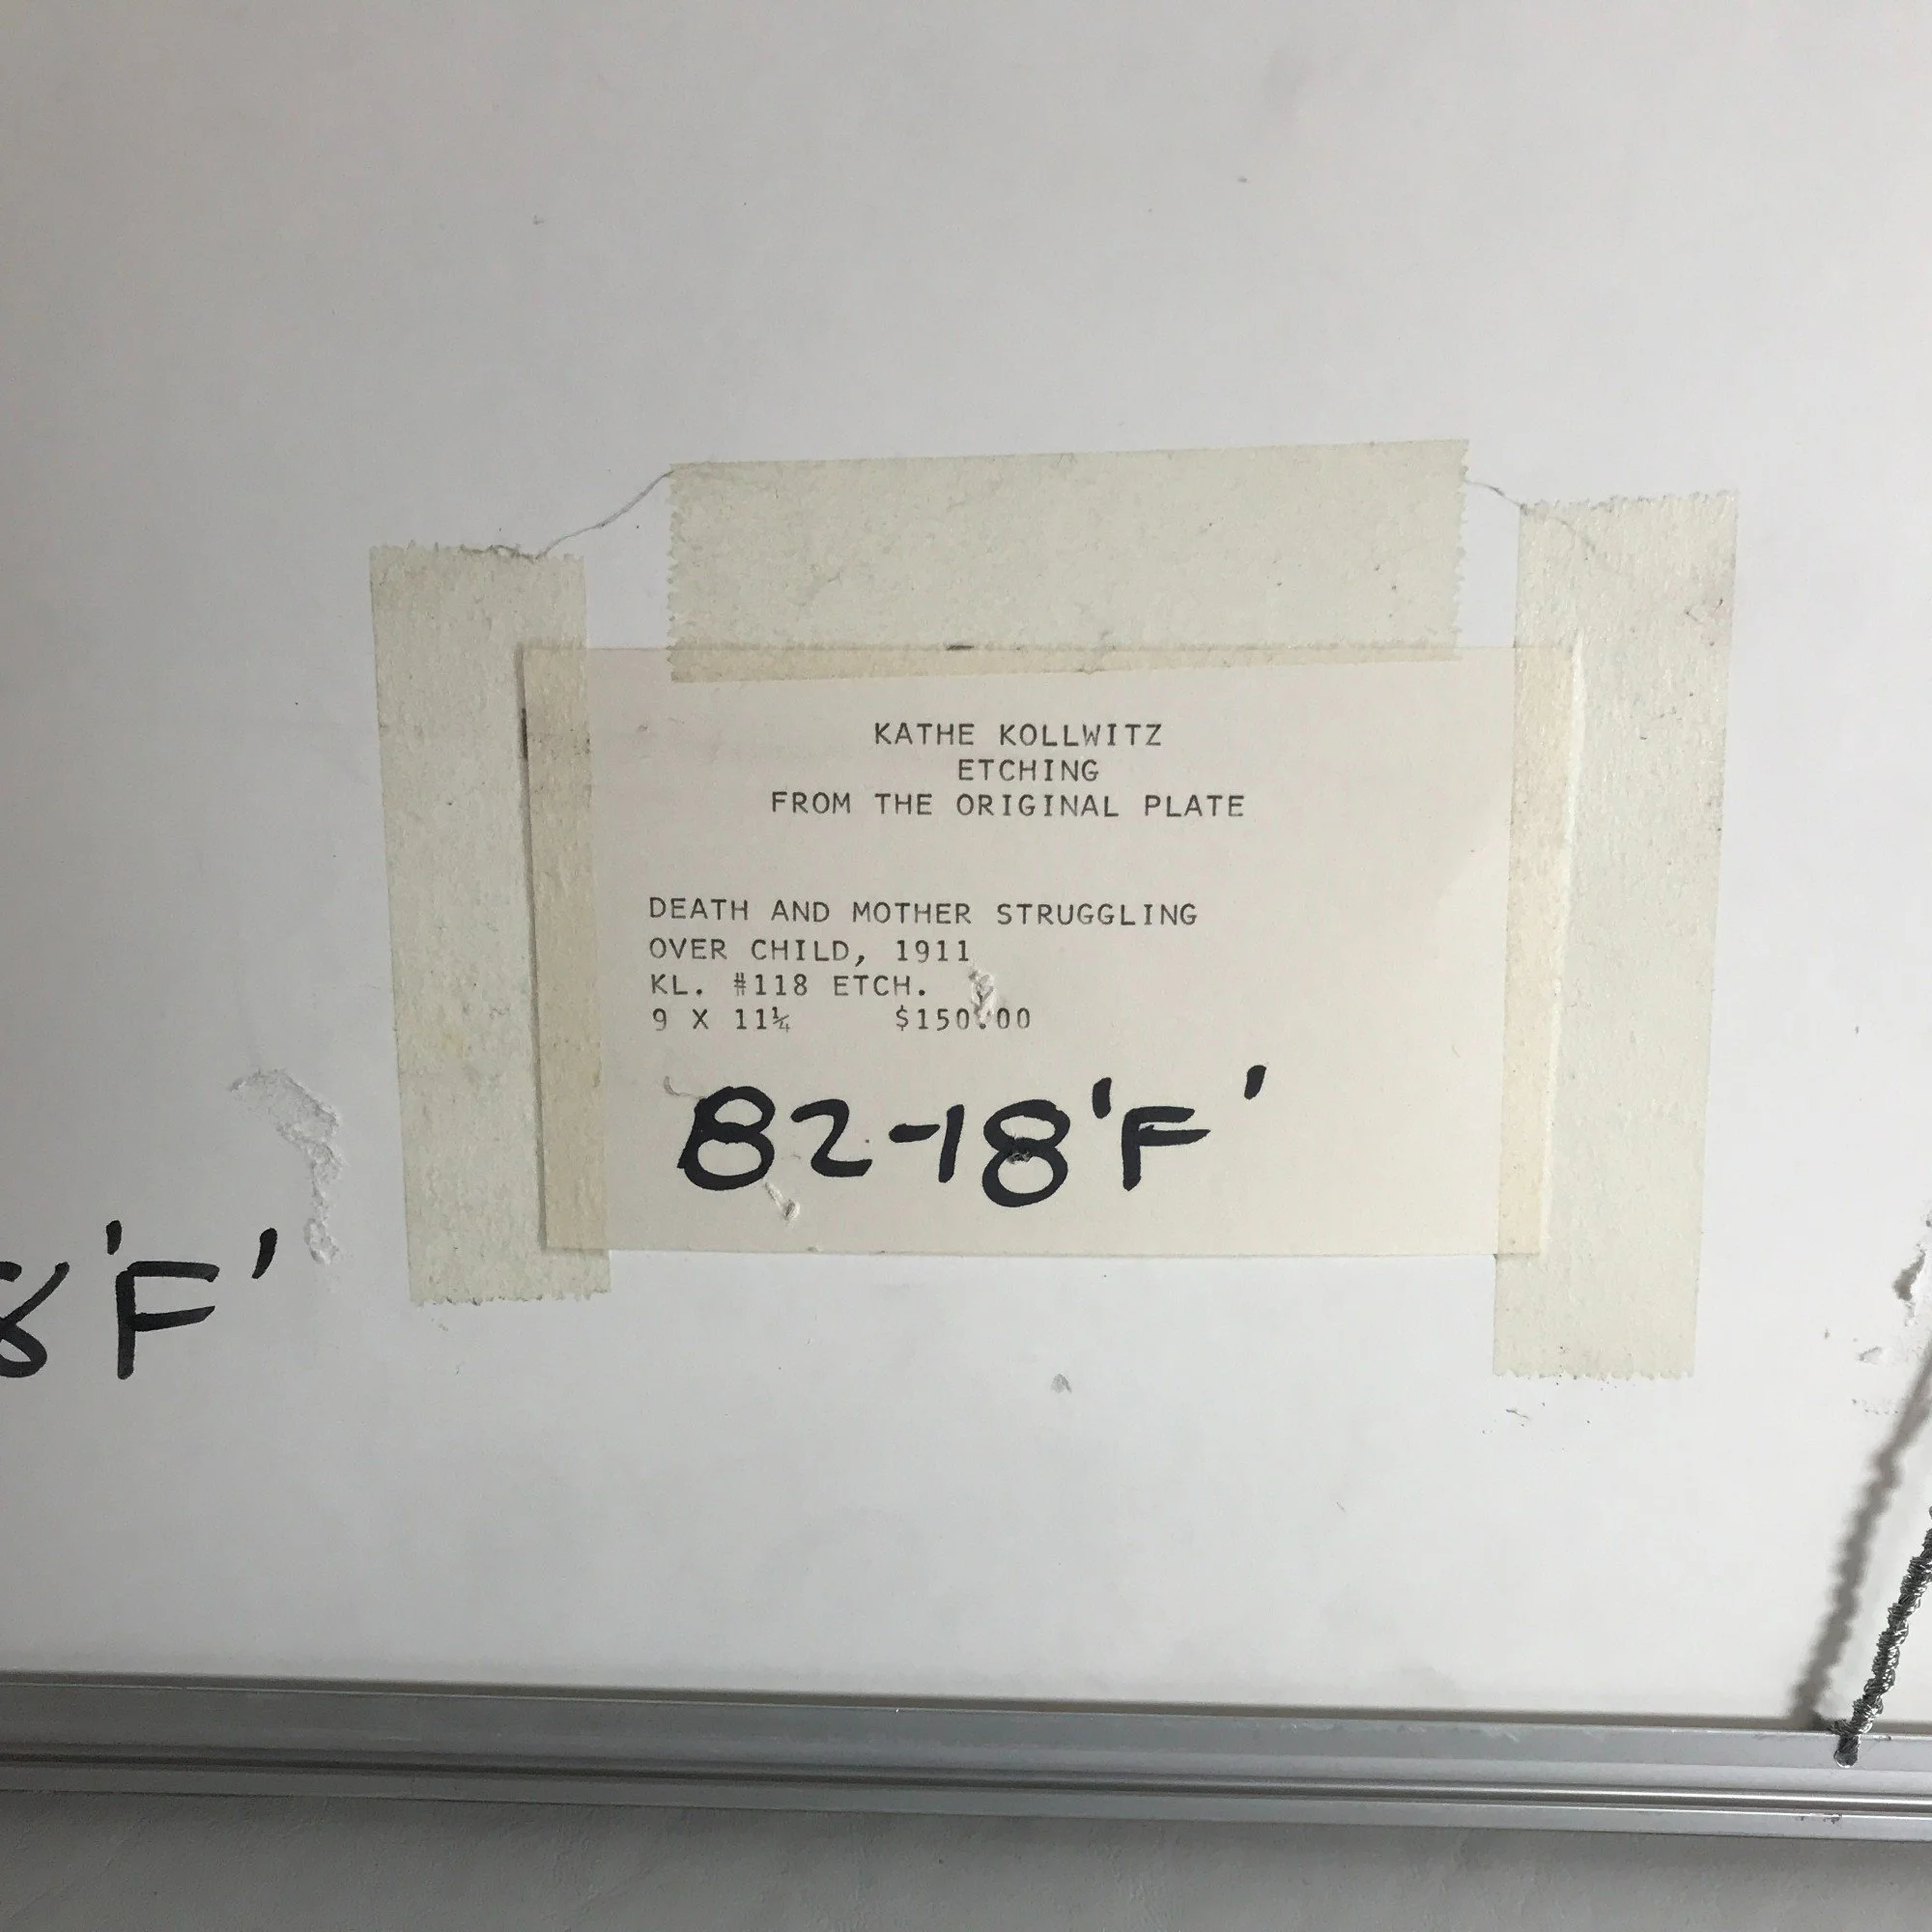 KATHE KOLLWITZ
ETCHING
FROM THE ORIGINAL PLATE
DEATH AND MOTHER STRUGGLING
OVER CHILD, 1911
KL. #118 ETCH.
9 X 11¼ $150.00
82-18'F'
8'F'